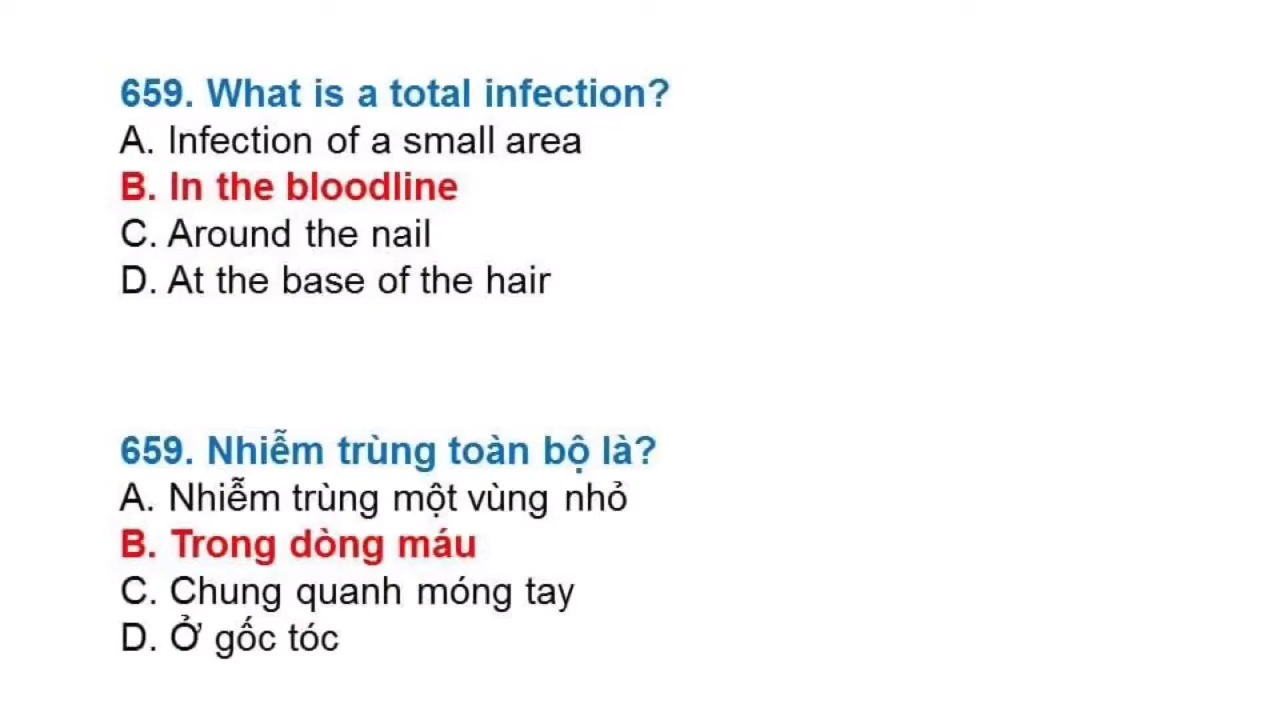 659. What is a total infection?
A. Infection of a small area
B. In the bloodline
C. Around the nail
D. At the base of the hair
659. Nhiễm trùng toàn bộ là?
A. Nhiễm trùng một vùng nhỏ
B. Trong dòng máu
C. Chung quanh móng tay
D. Ở gốc tóc